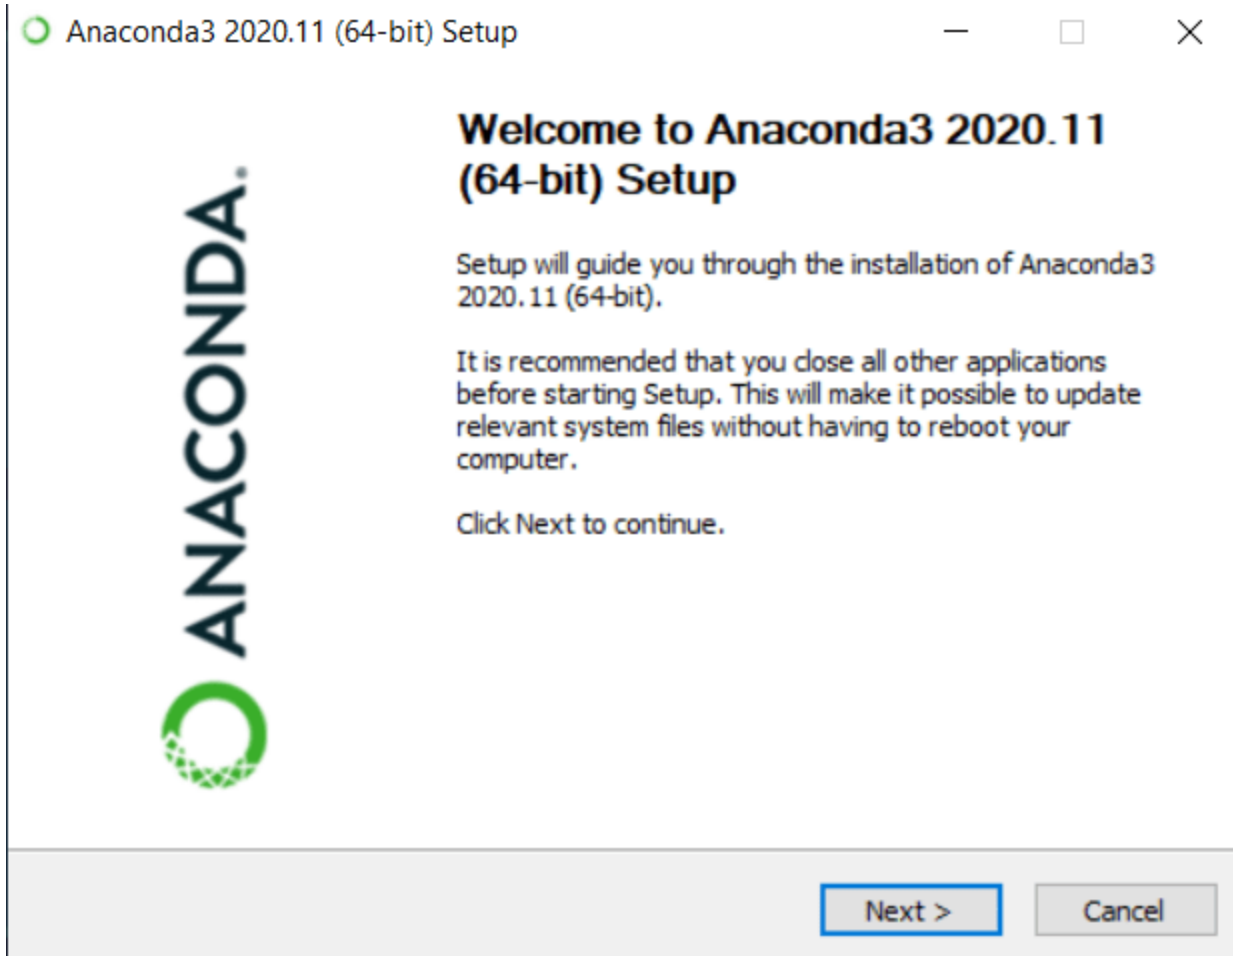 Anaconda3 2020.11 (64-bit) Setup
ANACONDA.
Welcome to Anaconda3 2020.11
(64-bit) Setup
Setup will guide you through the installation of Anaconda3
2020.11 (64-bit).
It is recommended that you close all other applications
before starting Setup. This will make it possible to update
relevant system files without having to reboot your
computer.
Click Next to continue.
Next >
Cancel